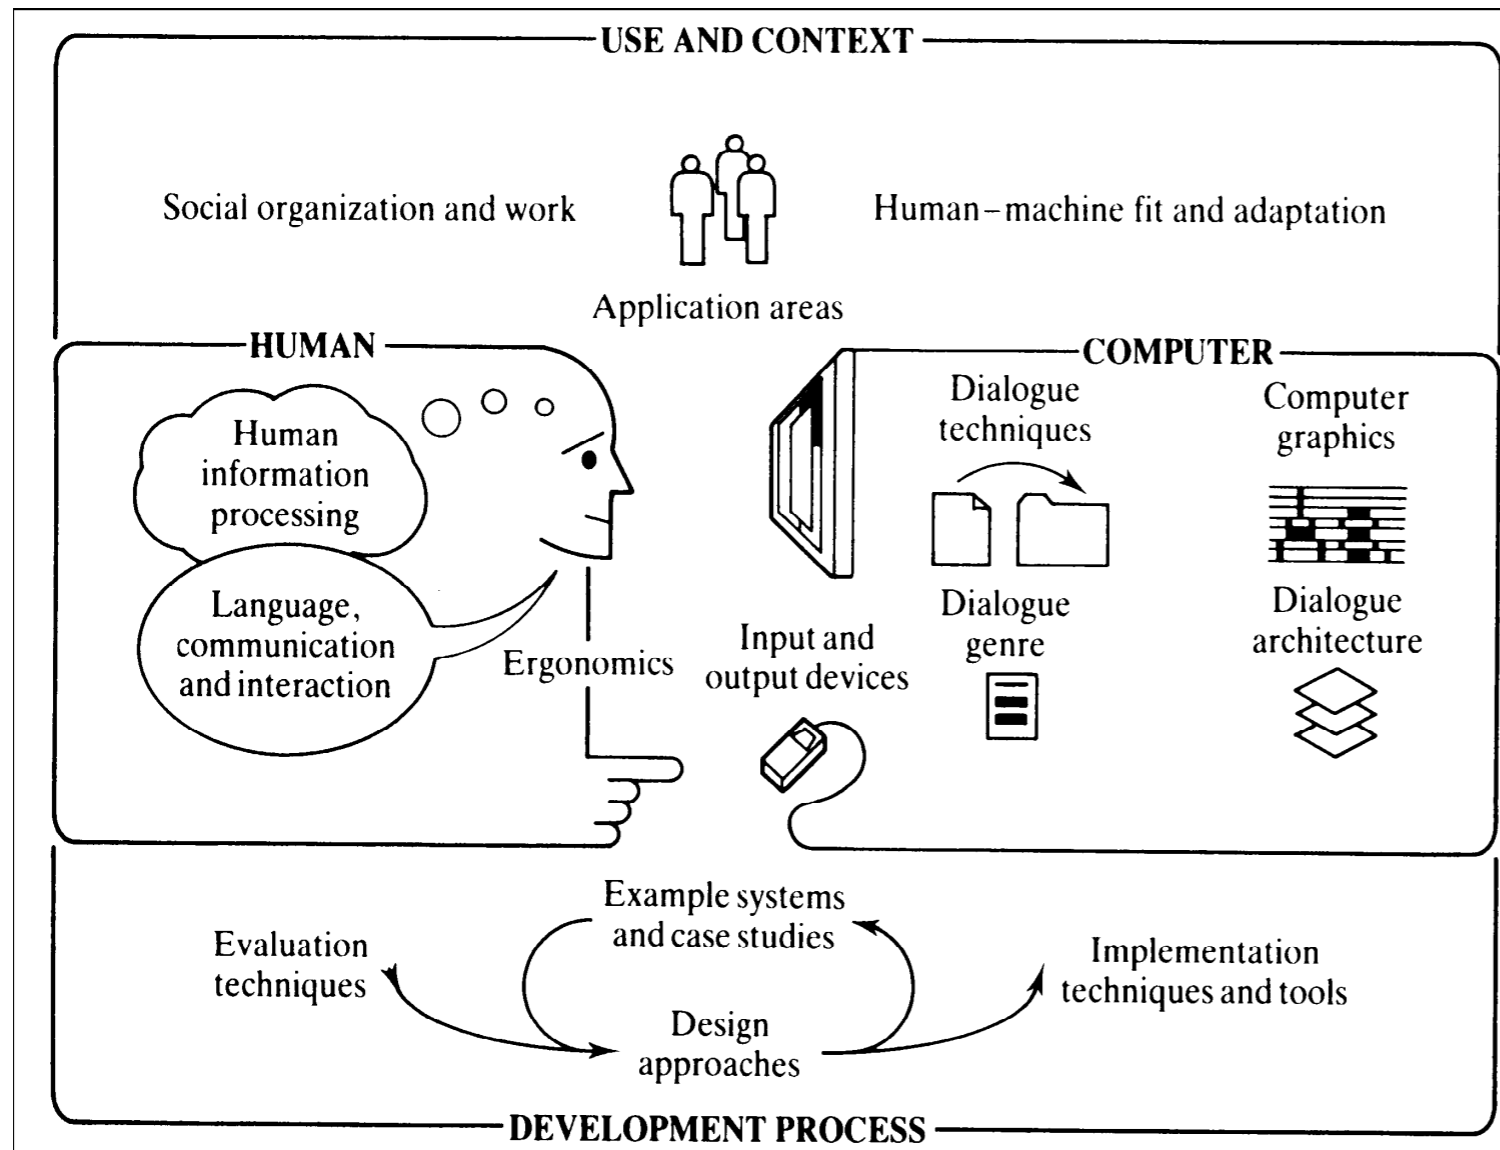 USE AND CONTEXT
Social organization and work
Human–machine fit and adaptation
Application areas
HUMAN
Human
information
processing
Language,
communication
and interaction
Ergonomics
COMPUTER
Input and
output devices
Dialogue
techniques
Computer
graphics
Dialogue
genre
Dialogue
architecture
Example systems
and case studies
Evaluation
techniques
Implementation
techniques and tools
Design
approaches
DEVELOPMENT PROCESS